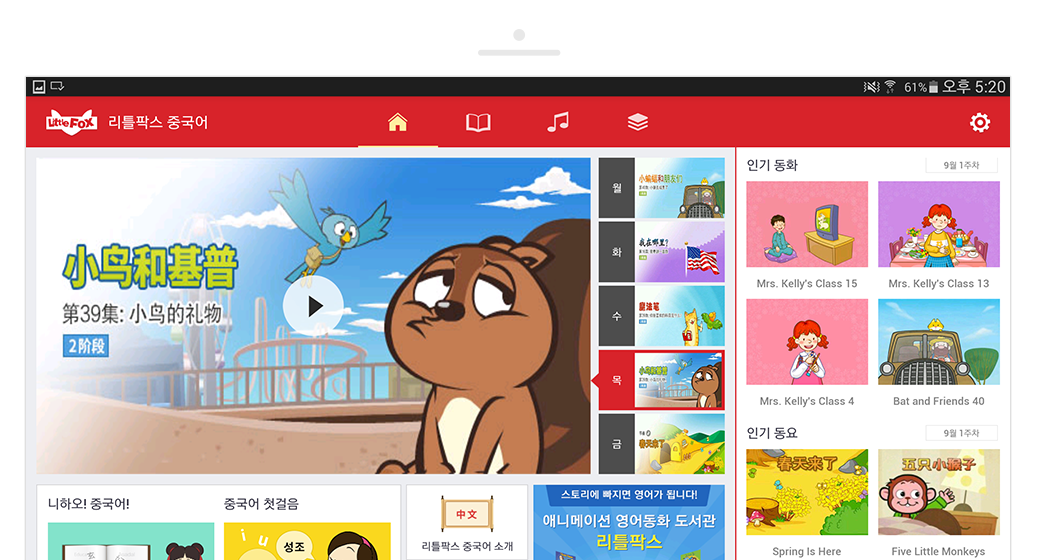 61% 오후 5:20
Little Fox 리틀팍스 중국어
小鸟和基普
第39集: 小鸟的礼物
2阶段
월
小蝙蝠和朋友们
화
我在哪里?
수
魔法笔
목
小鸟和基普
금
春天来了
인기 동화
9월 1주차
Mrs. Kelly's Class 15
Mrs. Kelly's Class 13
Mrs. Kelly's Class 4
Bat and Friends 40
인기 동요
9월 1주차
春天来了
五只小猴子
Spring Is Here
Five Little Monkeys
니하오! 중국어!
중국어 첫걸음
i u
성조
中文
리틀팍스 중국어 소개
스토리에 빠지면 영어가 됩니다!
애니메이션 영어동화 도서관
리틀팍스